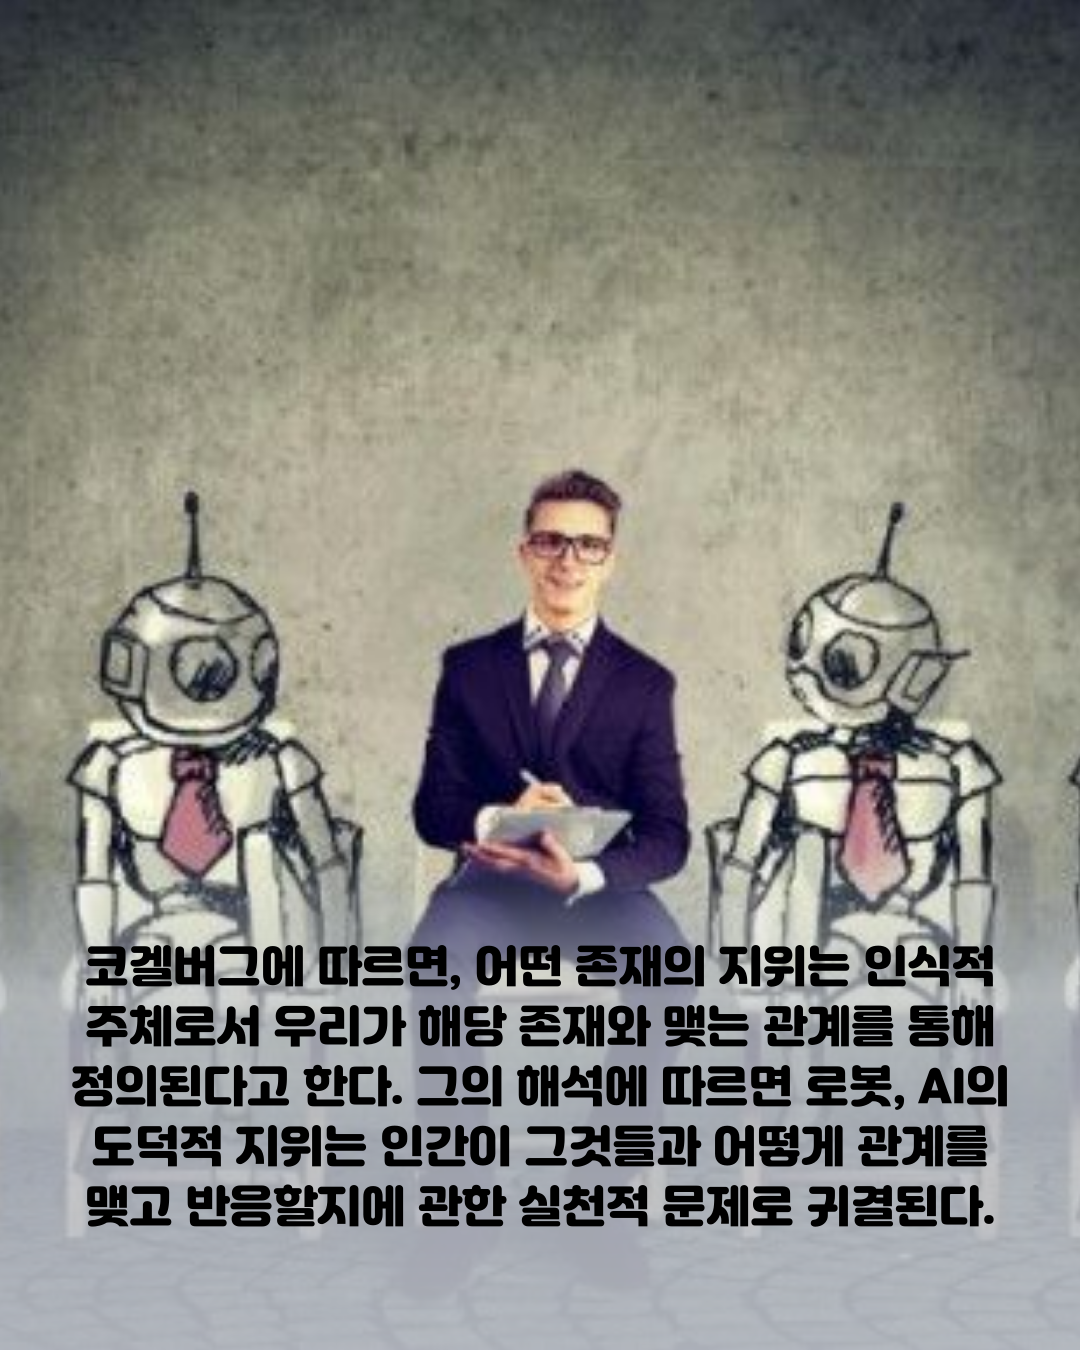 코겔버그에 따르면, 어떤 존재의 지위는 인식적
주체로서 우리가 해당 존재와 맺는 관계를 통해
정의된다고 한다. 그의 해석에 따르면 로봇, AI의
도덕적 지위는 인간이 그것들과 어떻게 관계를
맺고 반응할지에 관한 실천적 문제로 귀결된다.